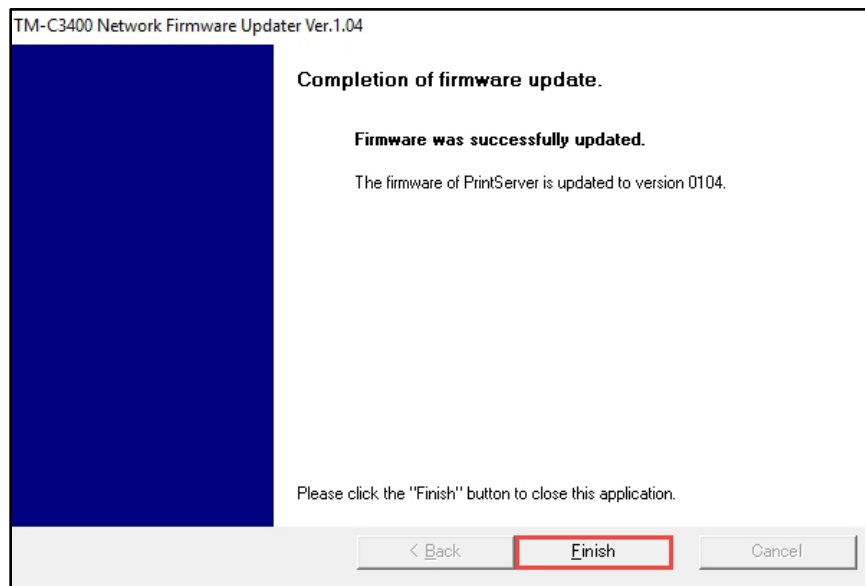 TM-C3400 Network Firmware Updater Ver.1.04
Completion of firmware update.
Firmware was successfully updated.
The firmware of PrintServer is updated to version 0104.
Please click the "Finish" button to close this application.
< Back
Finish
Cancel